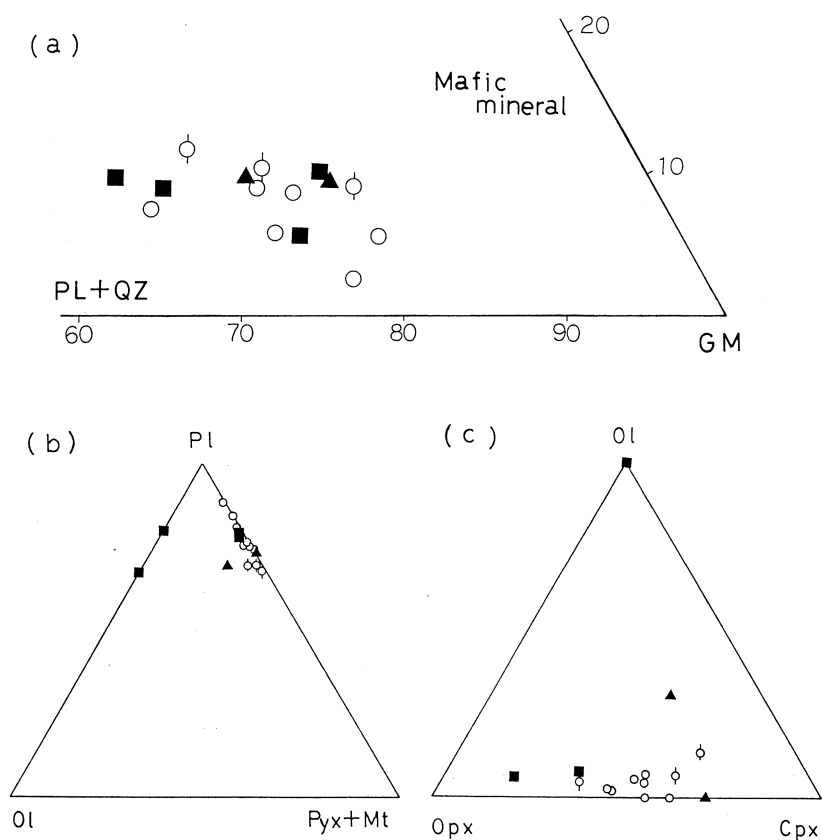 (a)
20
Mafic
mineral
10
PL+QZ
60
70
80
90
GM
(b)
Pl
(c)
Ol
Ol
Pyx+Mt
Opx
Cpx